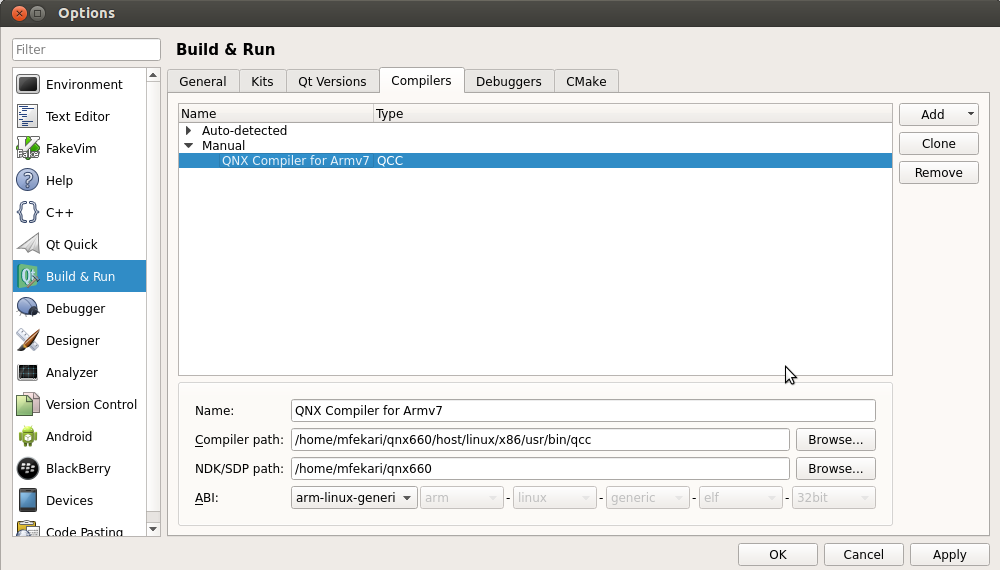 Options
Filter
Environment
Text Editor
FakeVim
Help
C++
Qt Quick
Build & Run
Debugger
Designer
Analyzer
Version Control
Android
BlackBerry
Devices
Code Pasting
Build & Run
General Kits Qt Versions Compilers Debuggers CMake
Name Type
Auto-detected
Manual
QNX Compiler for Armv7 QCC
Add
Clone
Remove
Name: QNX Compiler for Armv7
Compiler path: /home/mfekari/qnx660/host/linux/x86/usr/bin/qcc Browse...
NDK/SDP path: /home/mfekari/qnx660 Browse...
ABI: arm-linux-generi arm - linux - generic - elf - 32bit
OK Cancel Apply